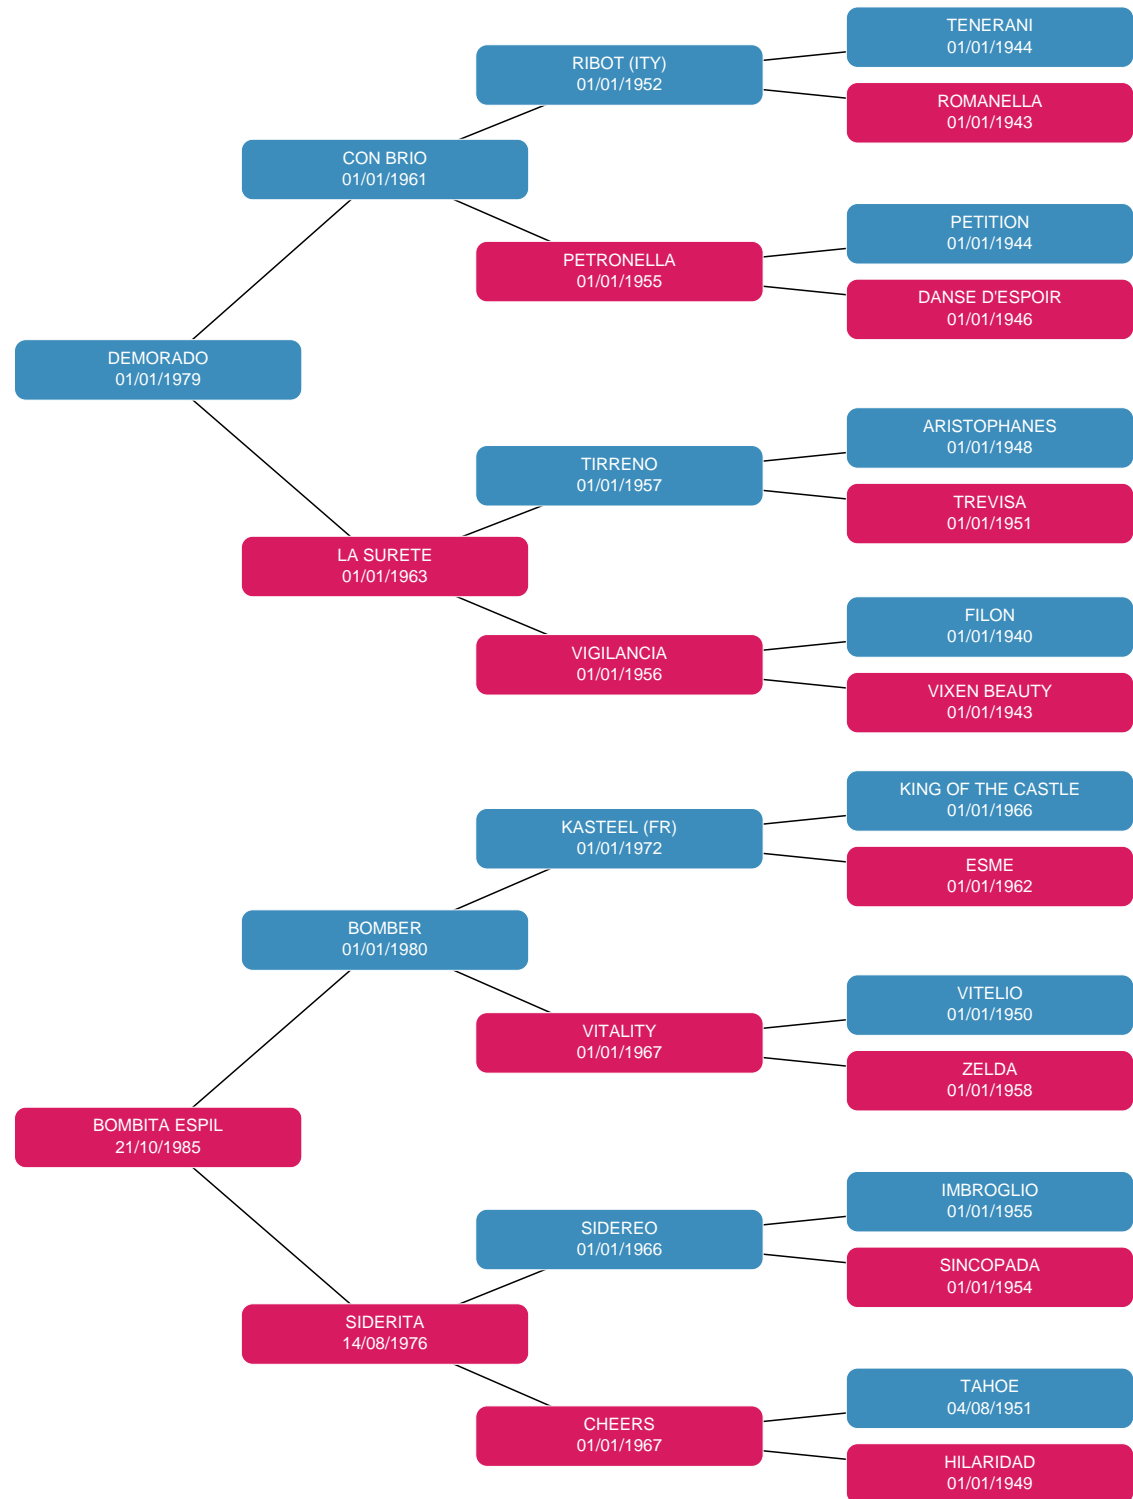 TENERANI
01/01/1944
RIBOT (ITY)
01/01/1952
ROMANELLA
01/01/1943
CON BRIO
01/01/1961
PETITION
01/01/1944
PETRONELLA
01/01/1955
DANSE D'ESPOIR
01/01/1946
DEMORADO
01/01/1979
ARISTOPHANES
01/01/1948
TIRRENO
01/01/1957
TREVISA
01/01/1951
LA SURETE
01/01/1963
FILON
01/01/1940
VIGILANCIA
01/01/1956
VIXEN BEAUTY
01/01/1943
KING OF THE CASTLE
01/01/1966
KASTEEL (FR)
01/01/1972
ESME
01/01/1962
BOMBER
01/01/1980
VITELIO
01/01/1950
VITALITY
01/01/1967
ZELDA
01/01/1958
BOMBITA ESPIL
21/10/1985
IMBROGLIO
01/01/1955
SIDEREO
01/01/1966
SINCOPADA
01/01/1954
SIDERITA
14/08/1976
TAHOE
04/08/1951
CHEERS
01/01/1967
HILARIDAD
01/01/1949